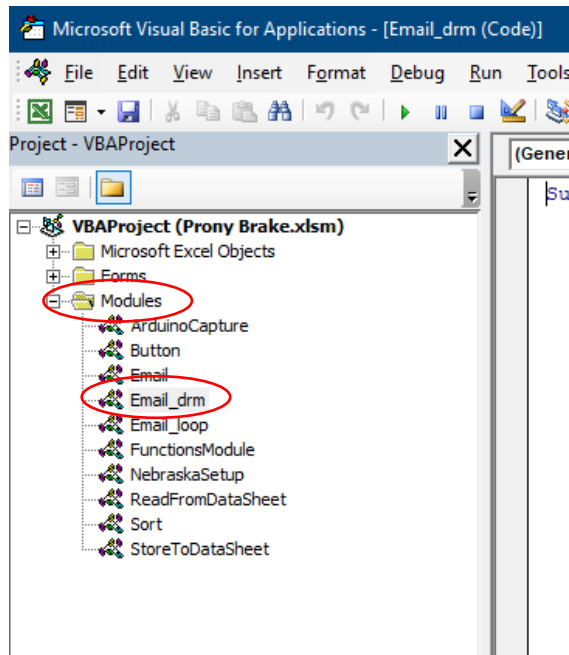 Microsoft Visual Basic for Applications - [Email_drm (Code)]
File Edit View Insert Format Debug Run Tools
Project - VBAProject
(Gener
Su
VBAProject (Prony Brake.xlsm)
Microsoft Excel Objects
Forms
Modules
ArduinoCapture
Button
Email
Email_drm
Email_loop
FunctionsModule
NebraskaSetup
ReadFromDataSheet
Sort
StoreToDataSheet